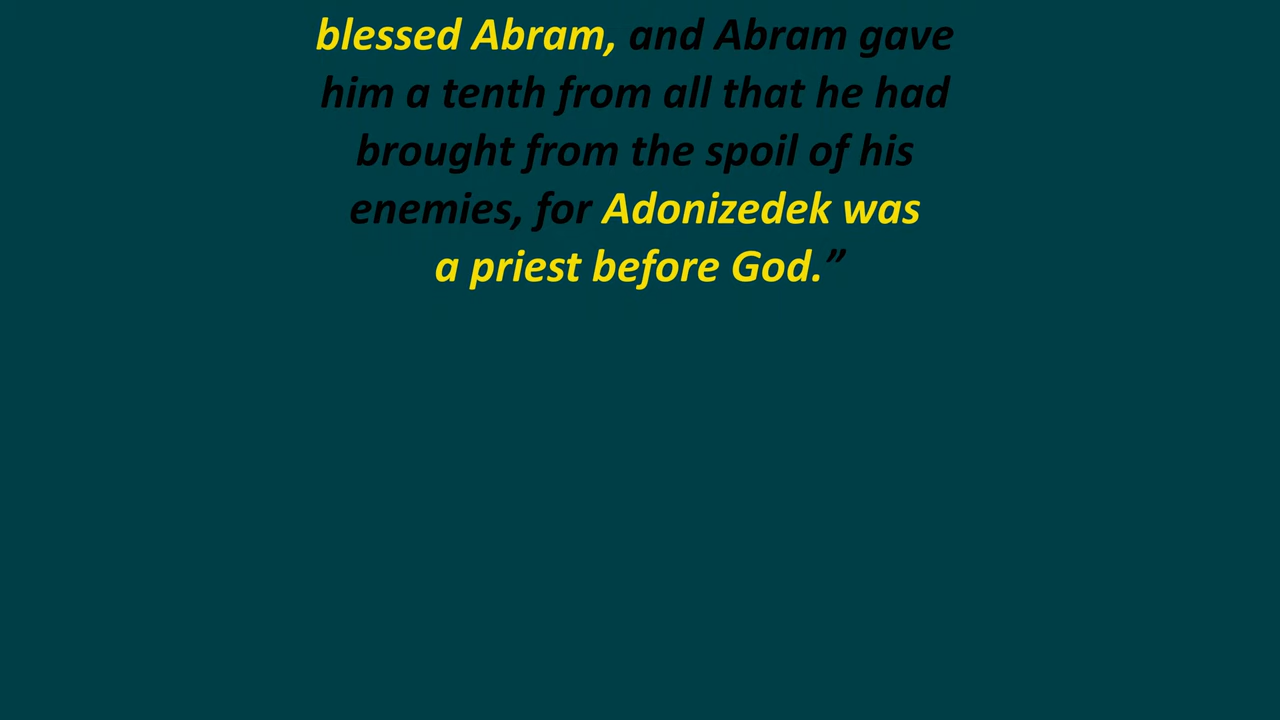 blessed Abram, and Abram gave
him a tenth from all that he had
brought from the spoil of his
enemies, for Adonizedek was
a priest before God.”